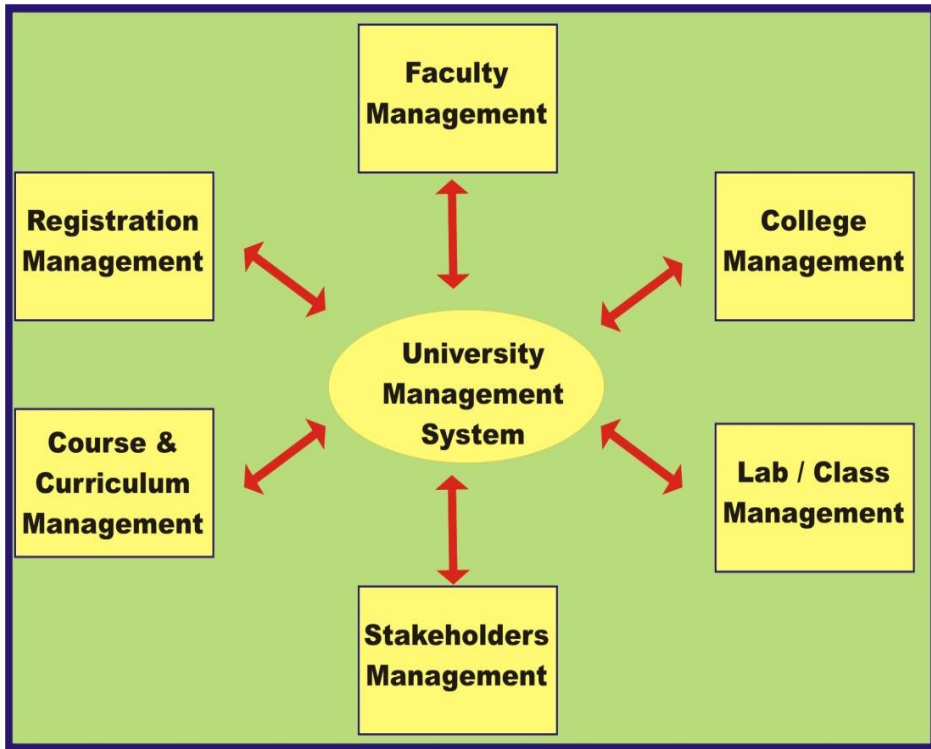 Faculty
Management
Registration
Management
College
Management
University
Management
System
Course &
Curriculum
Management
Lab / Class
Management
Stakeholders
Management